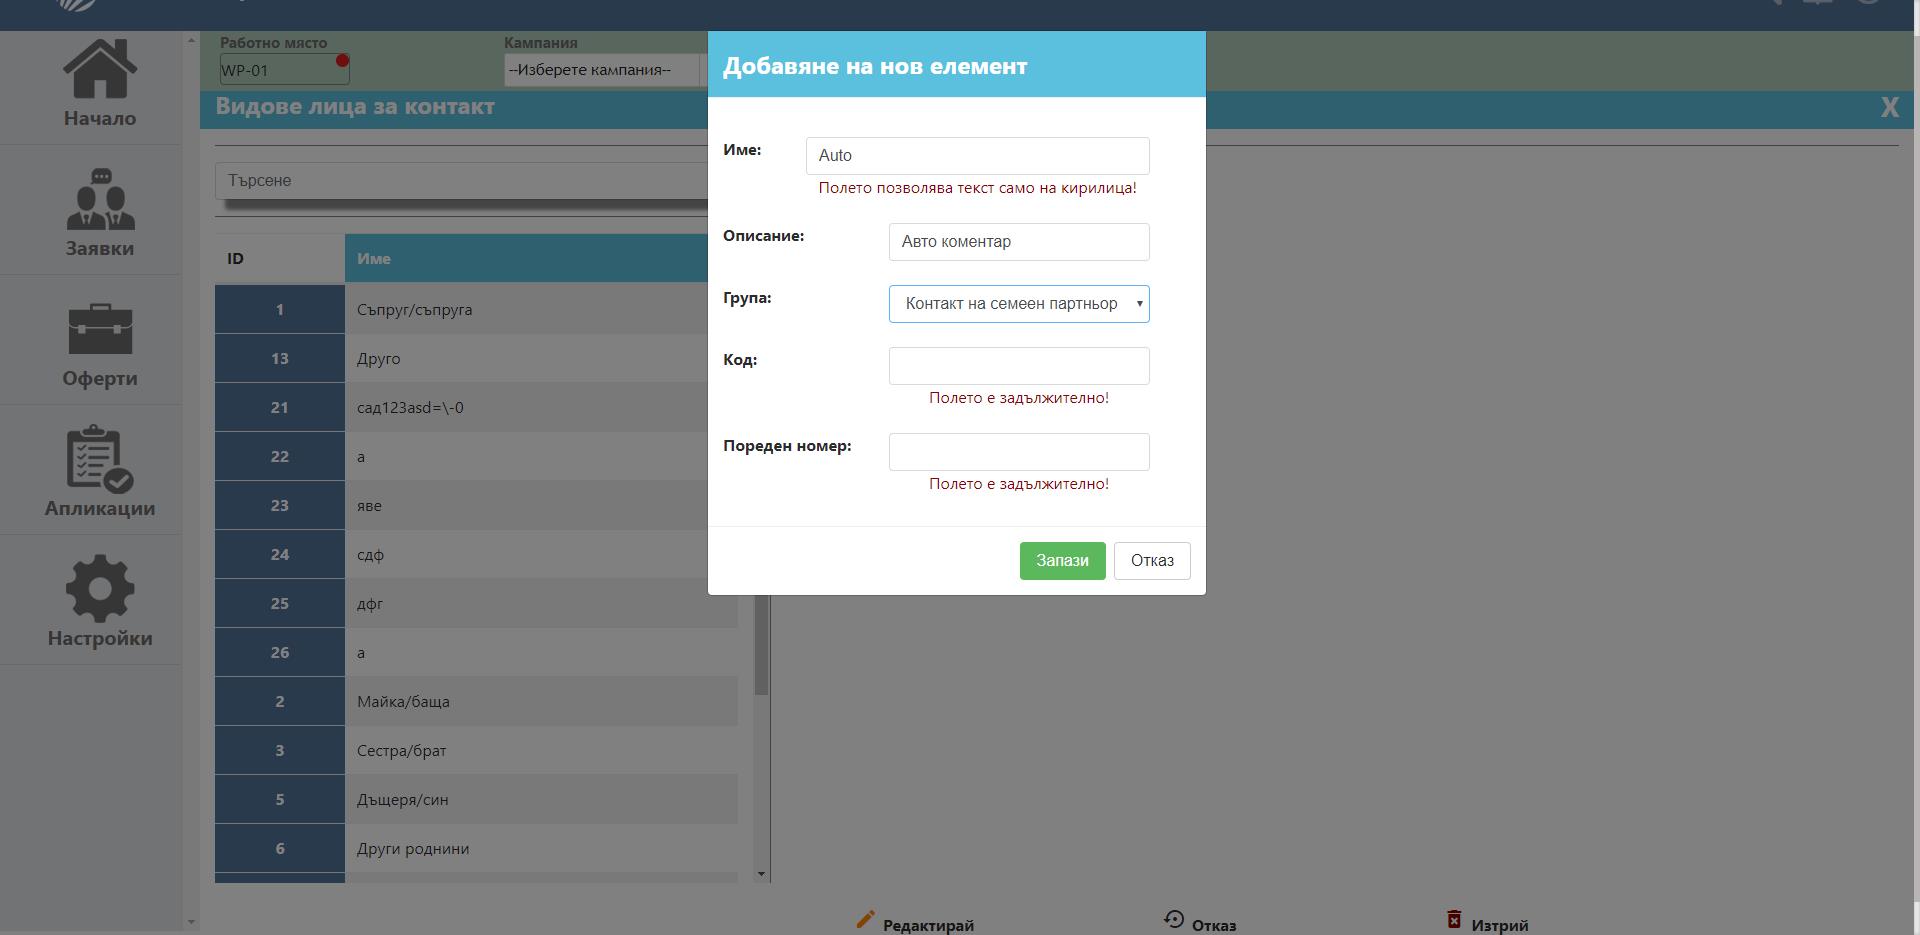 Работно място
WP-01
Кампания
--Изберете кампания--
Видове лица за контакт
X
Начало
Заявки
Оферти
Апликации
Настройки
Търсене
ID
Име
1
Съпруг/съпруга
13
Друго
21
сад123asd=\-0
22
а
23
яве
24
сдф
25
дфг
26
а
2
Майка/баща
3
Сестра/брат
5
Дъщеря/син
6
Други роднини
Добавяне на нов елемент
Име:
Auto
Полето позволява текст само на кирилица!
Описание:
Авто коментар
Група:
Контакт на семеен партньор
Код:
Полето е задължително!
Пореден номер:
Полето е задължително!
Запази
Отказ
Редактирай
Отказ
Изтрий